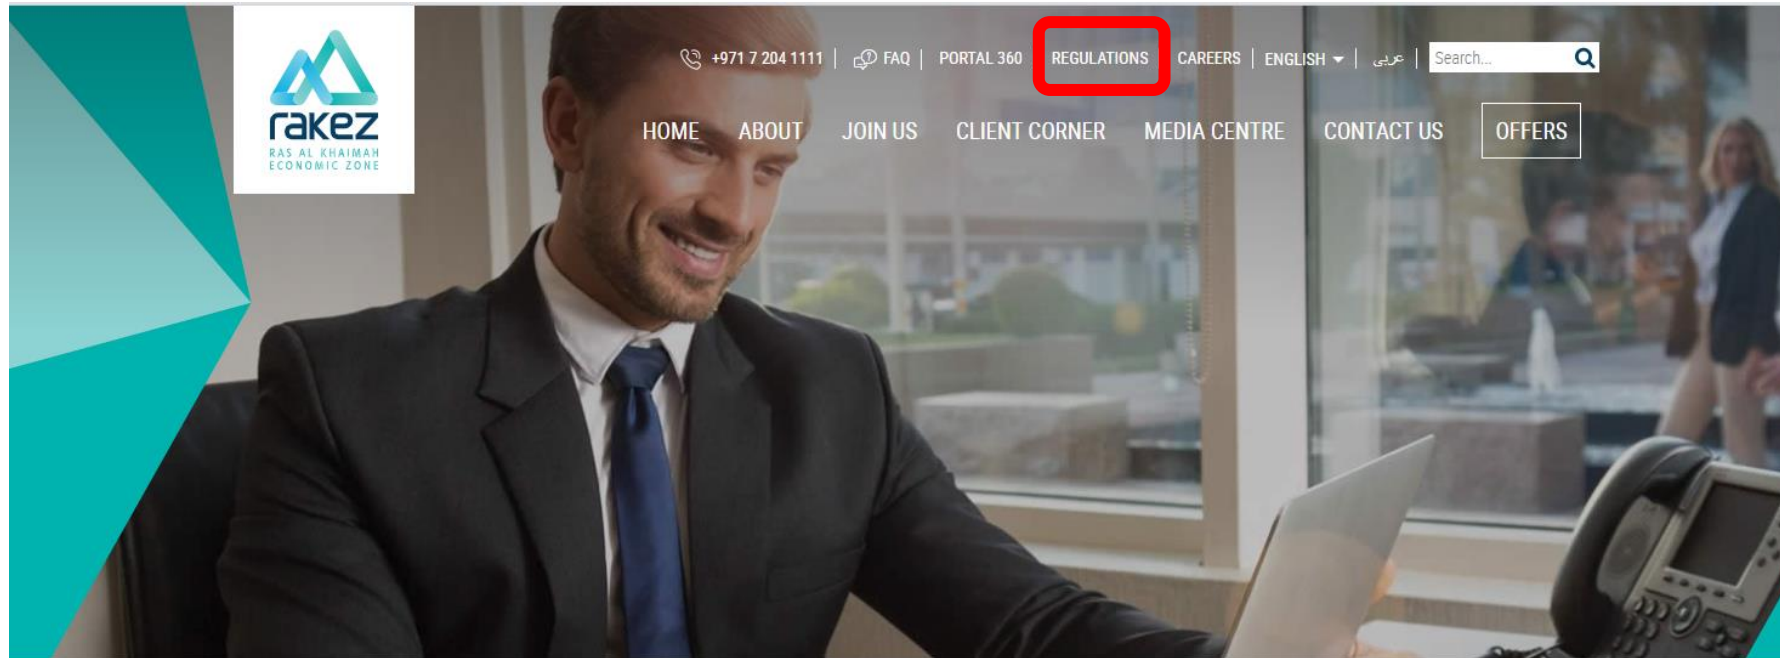 +971 7 204 1111 | FAQ | PORTAL 360 REGULATIONS CAREERS | ENGLISH | عربى | Search...
rakez
RAS AL KHAIMAH
ECONOMIC ZONE
HOME ABOUT JOIN US CLIENT CORNER MEDIA CENTRE CONTACT US OFFERS